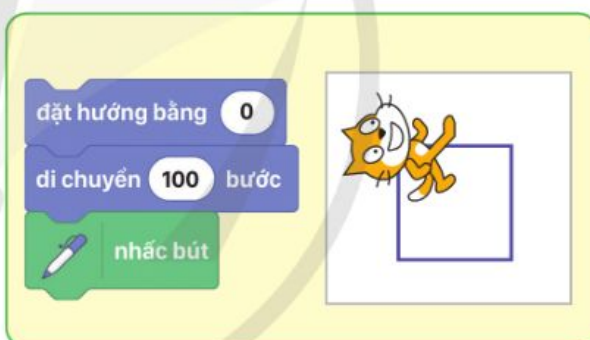 đặt hướng bằng 0
di chuyển 100 bước
nhấc bút